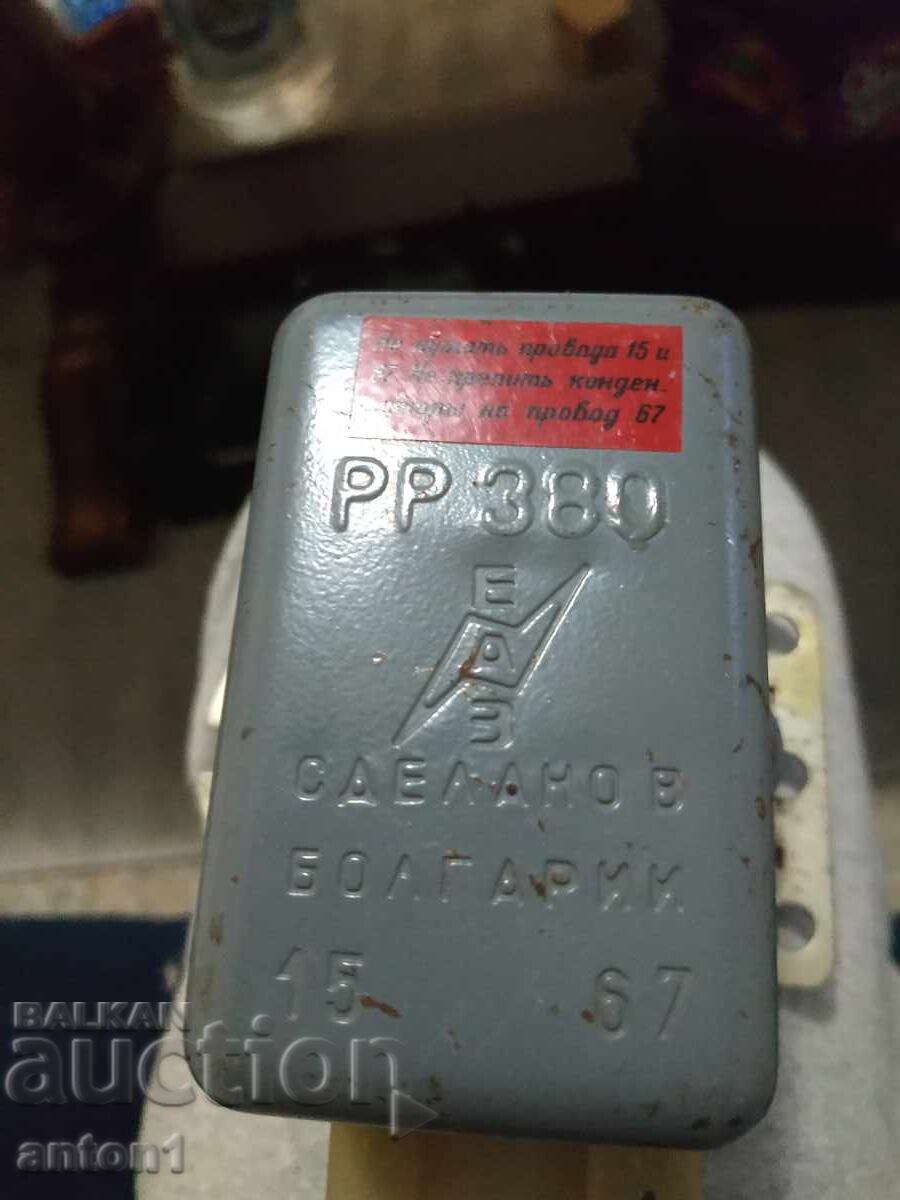 Не путать провода 15 и
67 Не крепить конден-
саторы на провод 67
РР 380
Е
А
З
СДЕЛАНО В
БОЛГАРИИ
15 67
BALKAN
auction
anton1